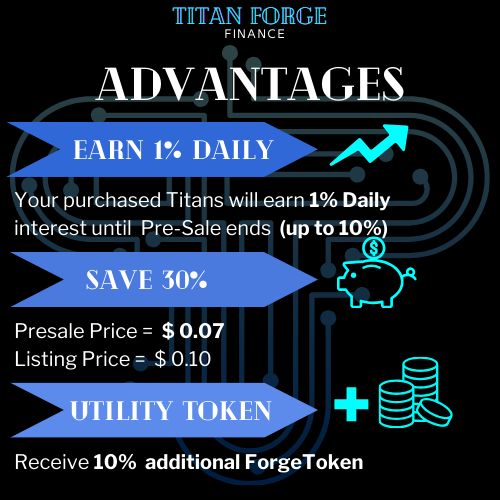 TITAN FORGE
FINANCE
ADVANTAGES
EARN 1% DAILY
Your purchased Titans will earn 1% Daily
interest until Pre-Sale ends (up to 10%)
$
SAVE 30%
Presale Price = $ 0.07
Listing Price = $ 0.10
UTILITY TOKEN
Receive 10% additional ForgeToken